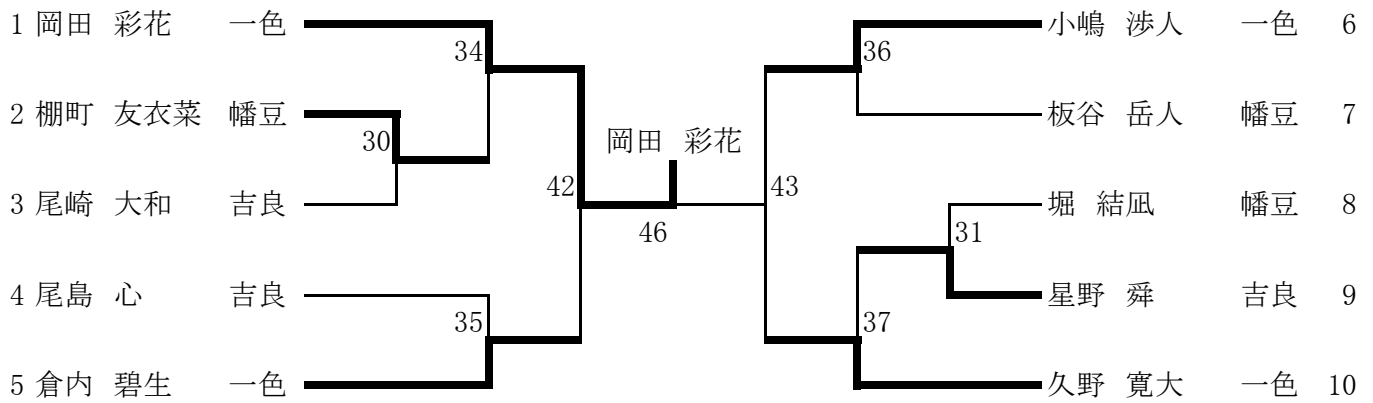 1 岡田 彩花 一色
34
2 棚町 友衣菜 幡豆
30
3 尾崎 大和 吉良
42
4 尾島 心 吉良
35
5 倉内 碧生 一色
岡田 彩花
46
小嶋 渉人 一色 6
36
板谷 岳人 幡豆 7
43
堀 結凪 幡豆 8
31
星野 舜 吉良 9
37
久野 寛大 一色 10